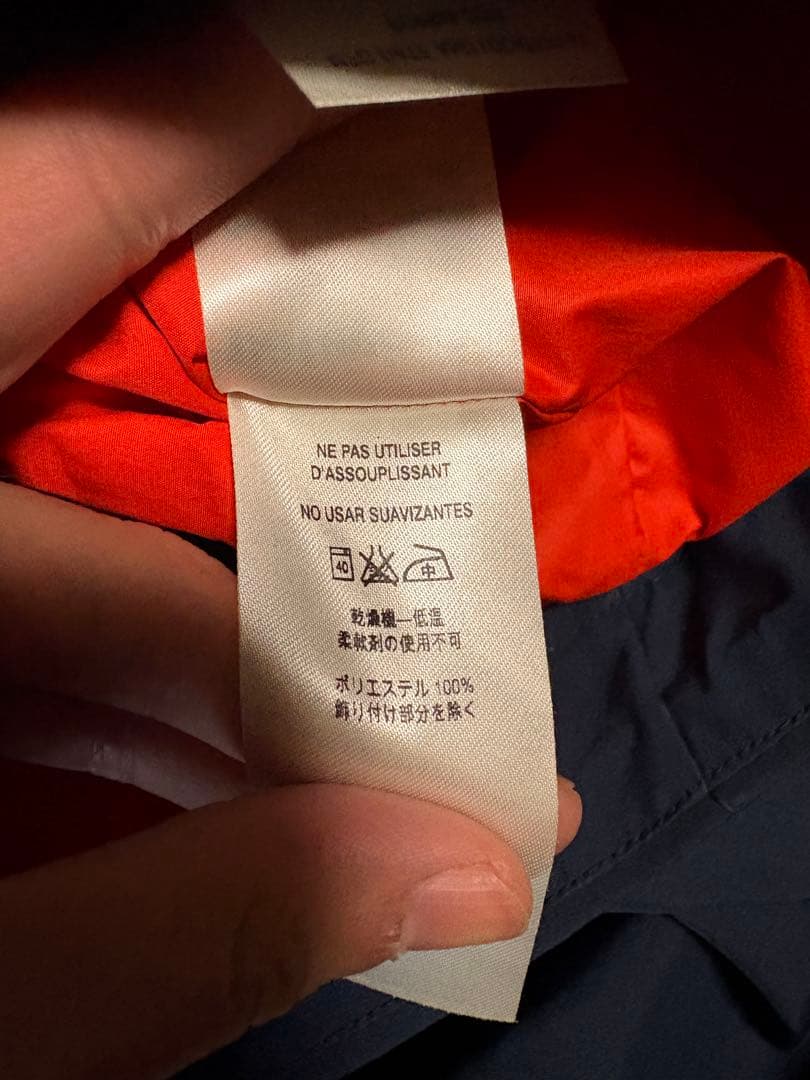 NE PAS UTILISER
D'ASSOUPLISSANT
NO USAR SUAVIZANTES
40 中
乾燥機—低温
柔軟剤の使用不可
ポリエステル 100%
飾り付け部分を除く